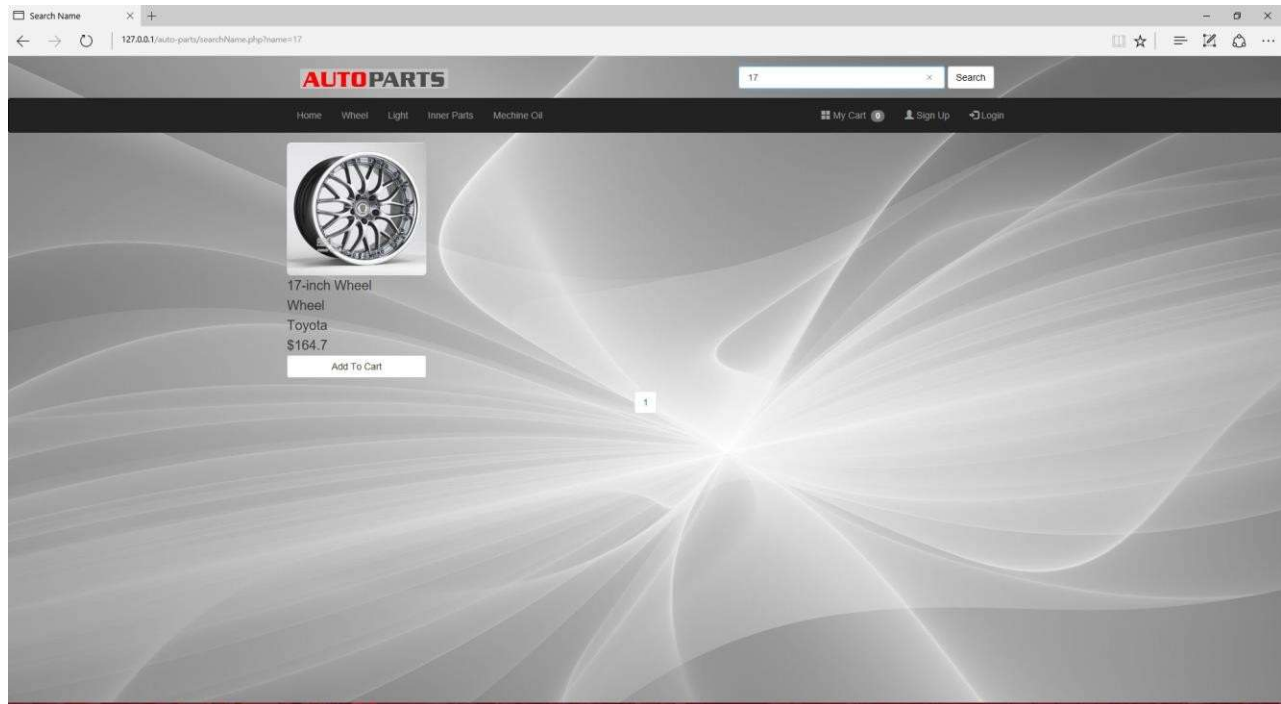 Search Name
127.0.0.1/auto-parts/searchName.php?name=17
AUTOPARTS
17
Search
Home Wheel Light Inner Parts Mechine Oil My Cart 0 Sign Up Login
17-inch Wheel
Wheel
Toyota
$164.7
Add To Cart
1